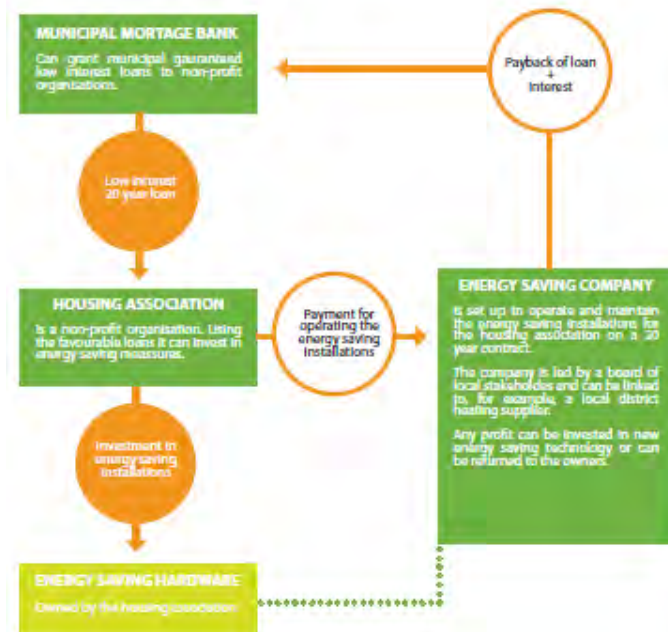 MUNICIPAL MORTAGE BANK
Can grant municipal gauranteed
low interest loans to non-profit
organisations.
Payback of loan
+
Interest
Low interest
20 year loan
HOUSING ASSOCIATION
Is a non-profit organisation. Using
the favourable loans it can invest in
energy saving measures.
Payment for
operating the
energy saving
installations
ENERGY SAVING COMPANY
Is set up to operate and maintain
the energy saving installations for
the housing association on a 20
year contract.
The company is led by a board of
local stakeholdes and can be linked
to, for example, a local district
heating supplier.
Any profit can be invested in new
energy saving technology or can
be returned to the owners.
Investment in
energy saving
installations
ENERGY SAVING HARDWARE
Owned by the housing association